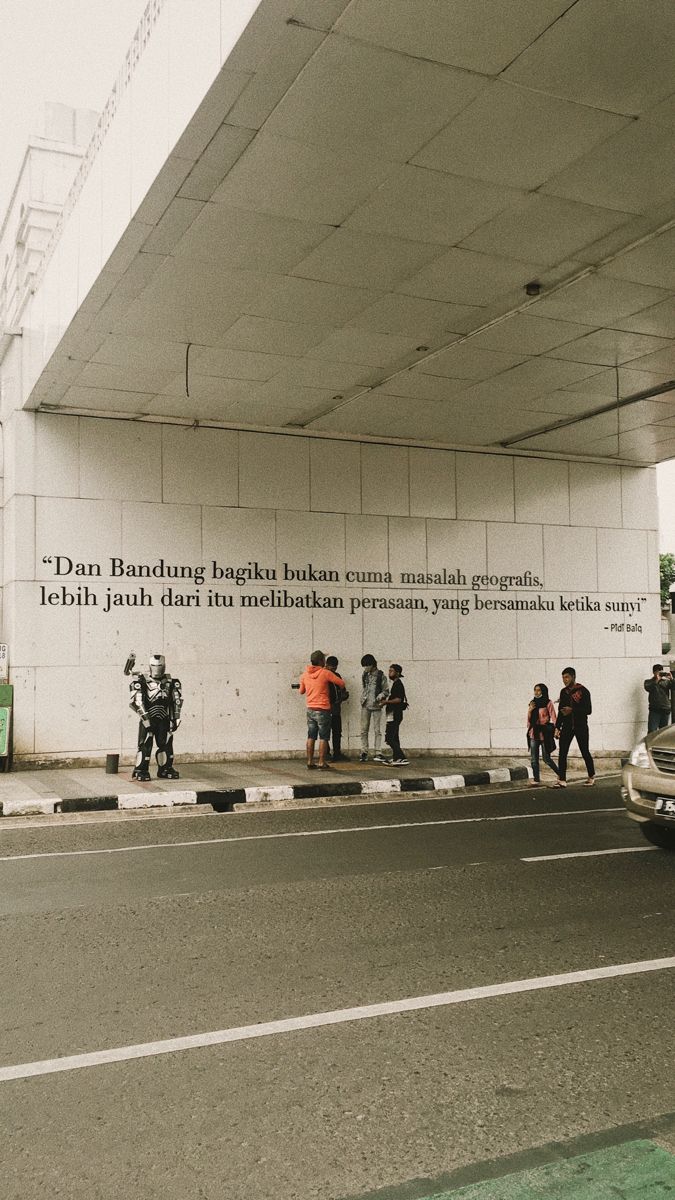 “Dan Bandung bagiku bukan cuma masalah geografis,
lebih jauh dari itu melibatkan perasaan, yang bersamaku ketika sunyi”
- PIdI BaIq